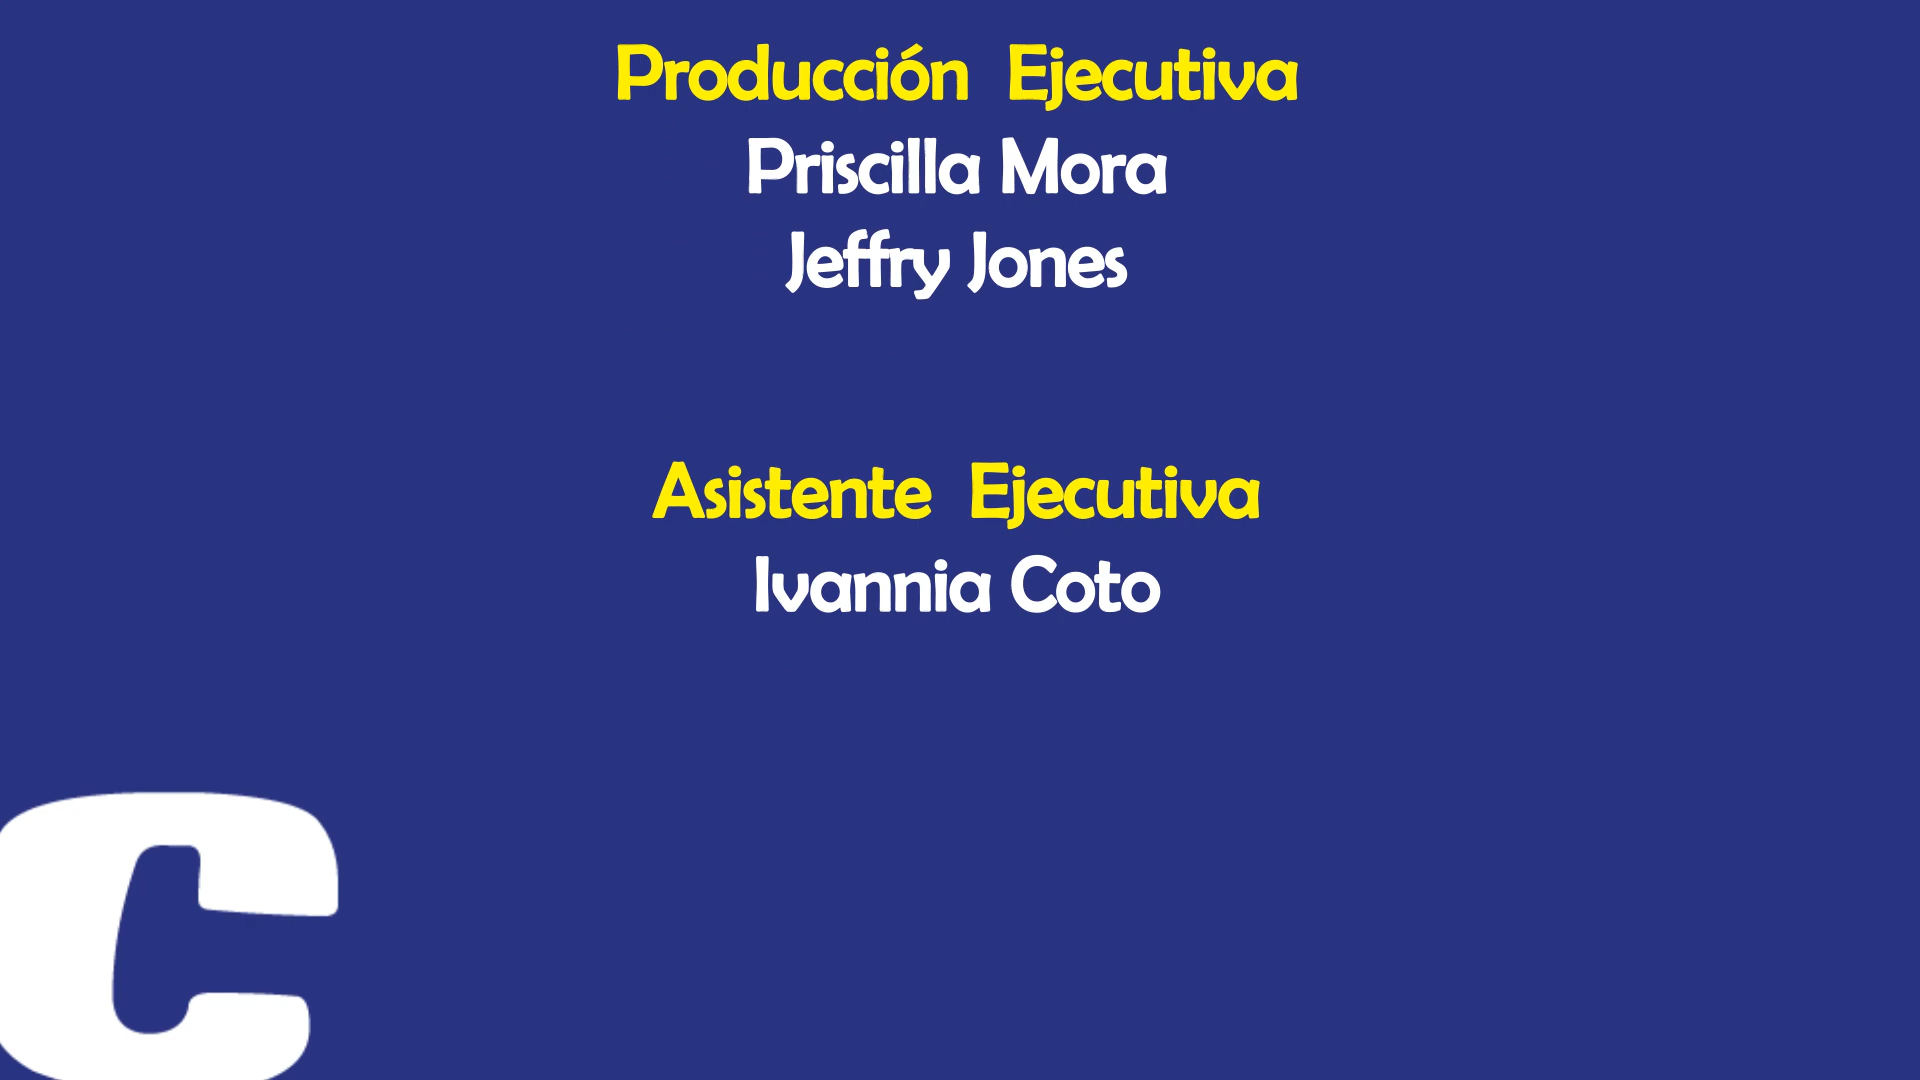 Producción Ejecutiva
Priscilla Mora
Jeffry Jones
Asistente Ejecutiva
Ivannia Coto
C